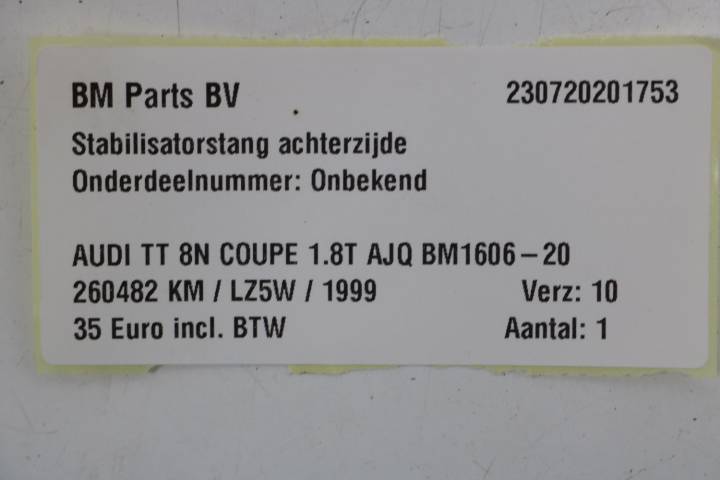 BM Parts BV 230720201753
Stabilisatorstang achterzijde
Onderdeelnummer: Onbekend
AUDI TT 8N COUPE 1.8T AJQ BM1606-20
260482 KM / LZ5W / 1999 Verz: 10
35 Euro incl. BTW Aantal: 1